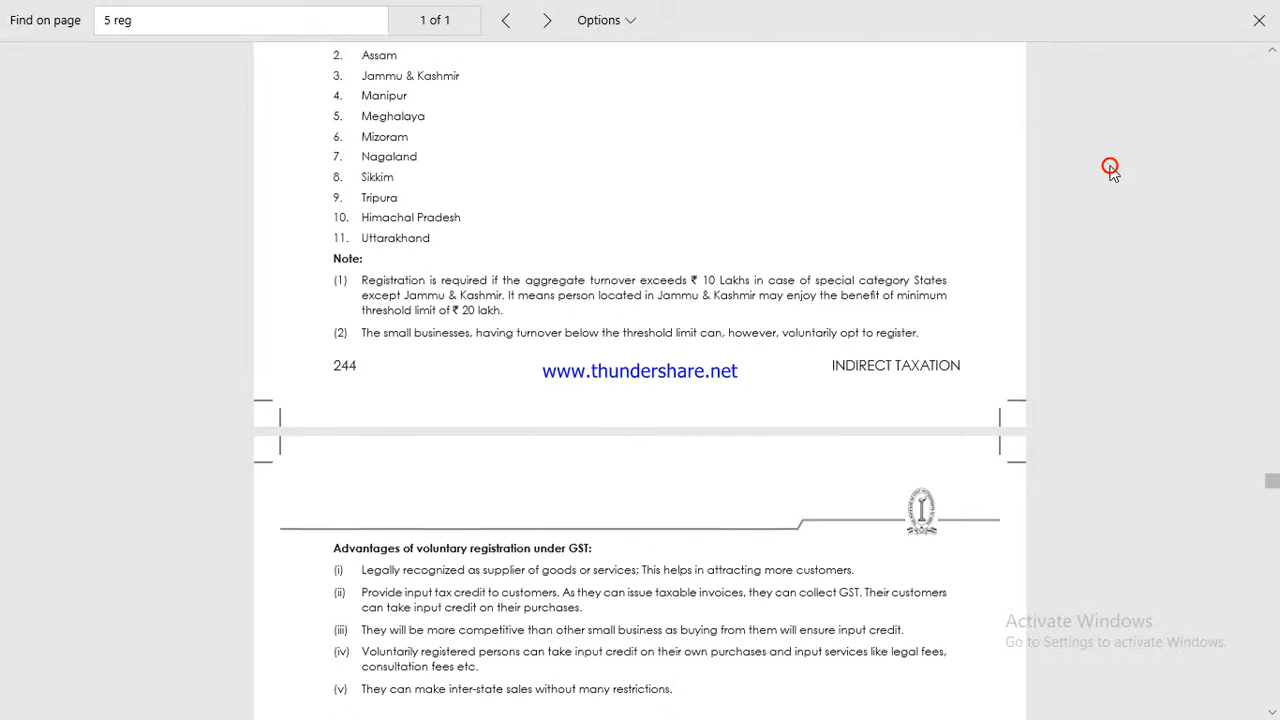 Find on page 5 reg 1 of 1 Options
2. Assam
3. Jammu & Kashmir
4. Manipur
5. Meghalaya
6. Mizoram
7. Nagaland
8. Sikkim
9. Tripura
10. Himachal Pradesh
11. Uttarakhand
Note:
(1) Registration is required if the aggregate turnover exceeds ₹ 10 Lakhs in case of special category States
except Jammu & Kashmir. It means person located in Jammu & Kashmir may enjoy the benefit of minimum
threshold limit of ₹ 20 lakh.
(2) The small businesses, having turnover below the threshold limit can, however, voluntarily opt to register.
244 www.thundershare.net INDIRECT TAXATION
Advantages of voluntary registration under GST:
(i) Legally recognized as supplier of goods or services; This helps in attracting more customers.
(ii) Provide input tax credit to customers. As they can issue taxable invoices, they can collect GST. Their customers
can take input credit on their purchases.
(iii) They will be more competitive than other small business as buying from them will ensure input credit.
(iv) Voluntarily registered persons can take input credit on their own purchases and input services like legal fees,
consultation fees etc.
(v) They can make inter-state sales without many restrictions.
Activate Windows
Go to Settings to activate Windows.